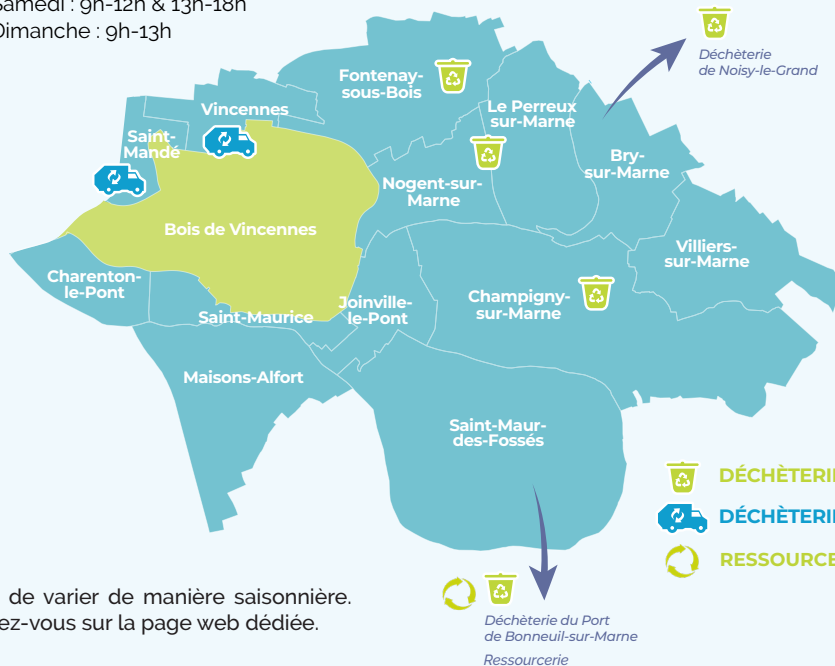 Samedi : 9h-12h & 13h-18h
Dimanche : 9h-13h
Déchèterie
de Noisy-le-Grand
Fontenay-
sous-Bois
Vincennes
Le Perreux
sur-Marne
Saint-
Mandé
Bry-
sur-Marne
Nogent-sur-
Marne
Bois de Vincennes
Villiers-
sur-Marne
Charenton-
le-Pont
Joinville-
le-Pont
Champigny-
sur-Marne
Saint-Maurice
Maisons-Alfort
Saint-Maur-
des-Fossés
DÉCHÈTERI
DÉCHÈTERI
RESSOURCE
de varier de manière saisonnière.
ez-vous sur la page web dédiée.
Déchèterie du Port
de Bonneuil-sur-Marne
Ressourcerie